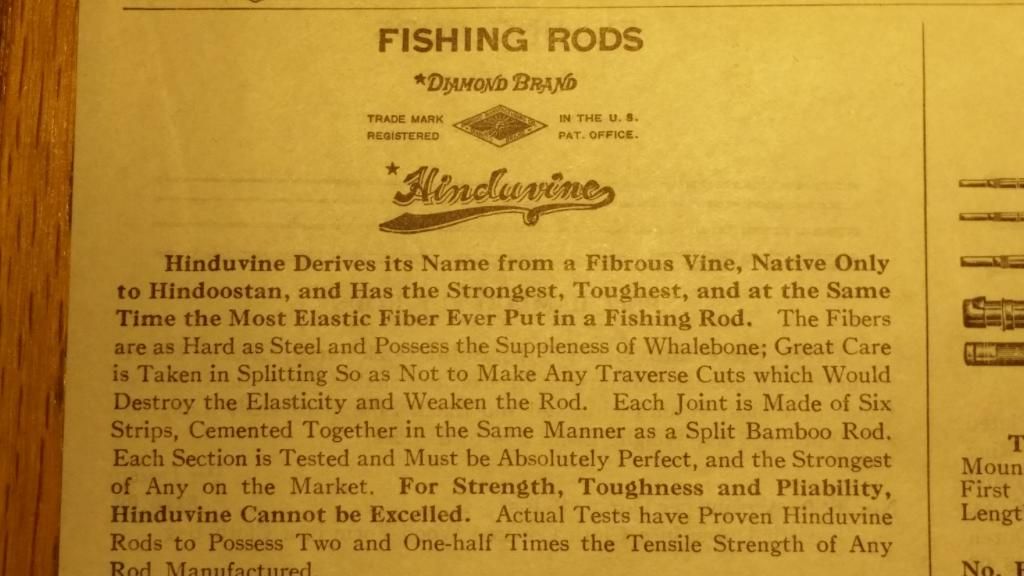 FISHING RODS
*DIAMOND BRAND
TRADE MARK IN THE U. S.
REGISTERED PAT. OFFICE.
*Hinduvine
Hinduvine Derives its Name from a Fibrous Vine, Native Only
to Hindoostan, and Has the Strongest, Toughest, and at the Same
Time the Most Elastic Fiber Ever Put in a Fishing Rod. The Fibers
are as Hard as Steel and Possess the Suppleness of Whalebone; Great Care
is Taken in Splitting So as Not to Make Any Traverse Cuts which Would
Destroy the Elasticity and Weaken the Rod. Each Joint is Made of Six
Strips, Cemented Together in the Same Manner as a Split Bamboo Rod.
Each Section is Tested and Must be Absolutely Perfect, and the Strongest
of Any on the Market. For Strength, Toughness and Pliability,
Hinduvine Cannot be Excelled. Actual Tests have Proven Hinduvine
Rods to Possess Two and One-half Times the Tensile Strength of Any
Rod Manufactured
T
Moun
First
Lengt
No.